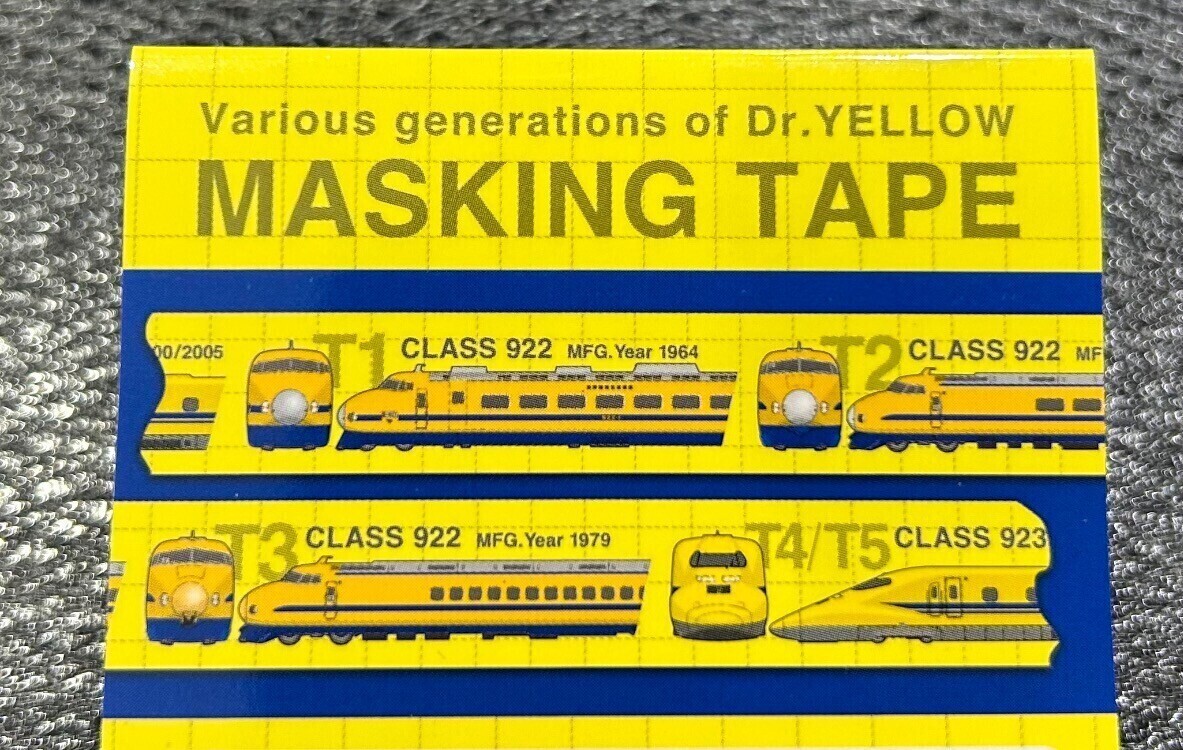 Various generations of Dr.YELLOW
MASKING TAPE
00/2005 T1 CLASS 922 MFG.Year 1964 T2 CLASS 922 MF
T3 CLASS 922 MFG.Year 1979 T4/T5 CLASS 923